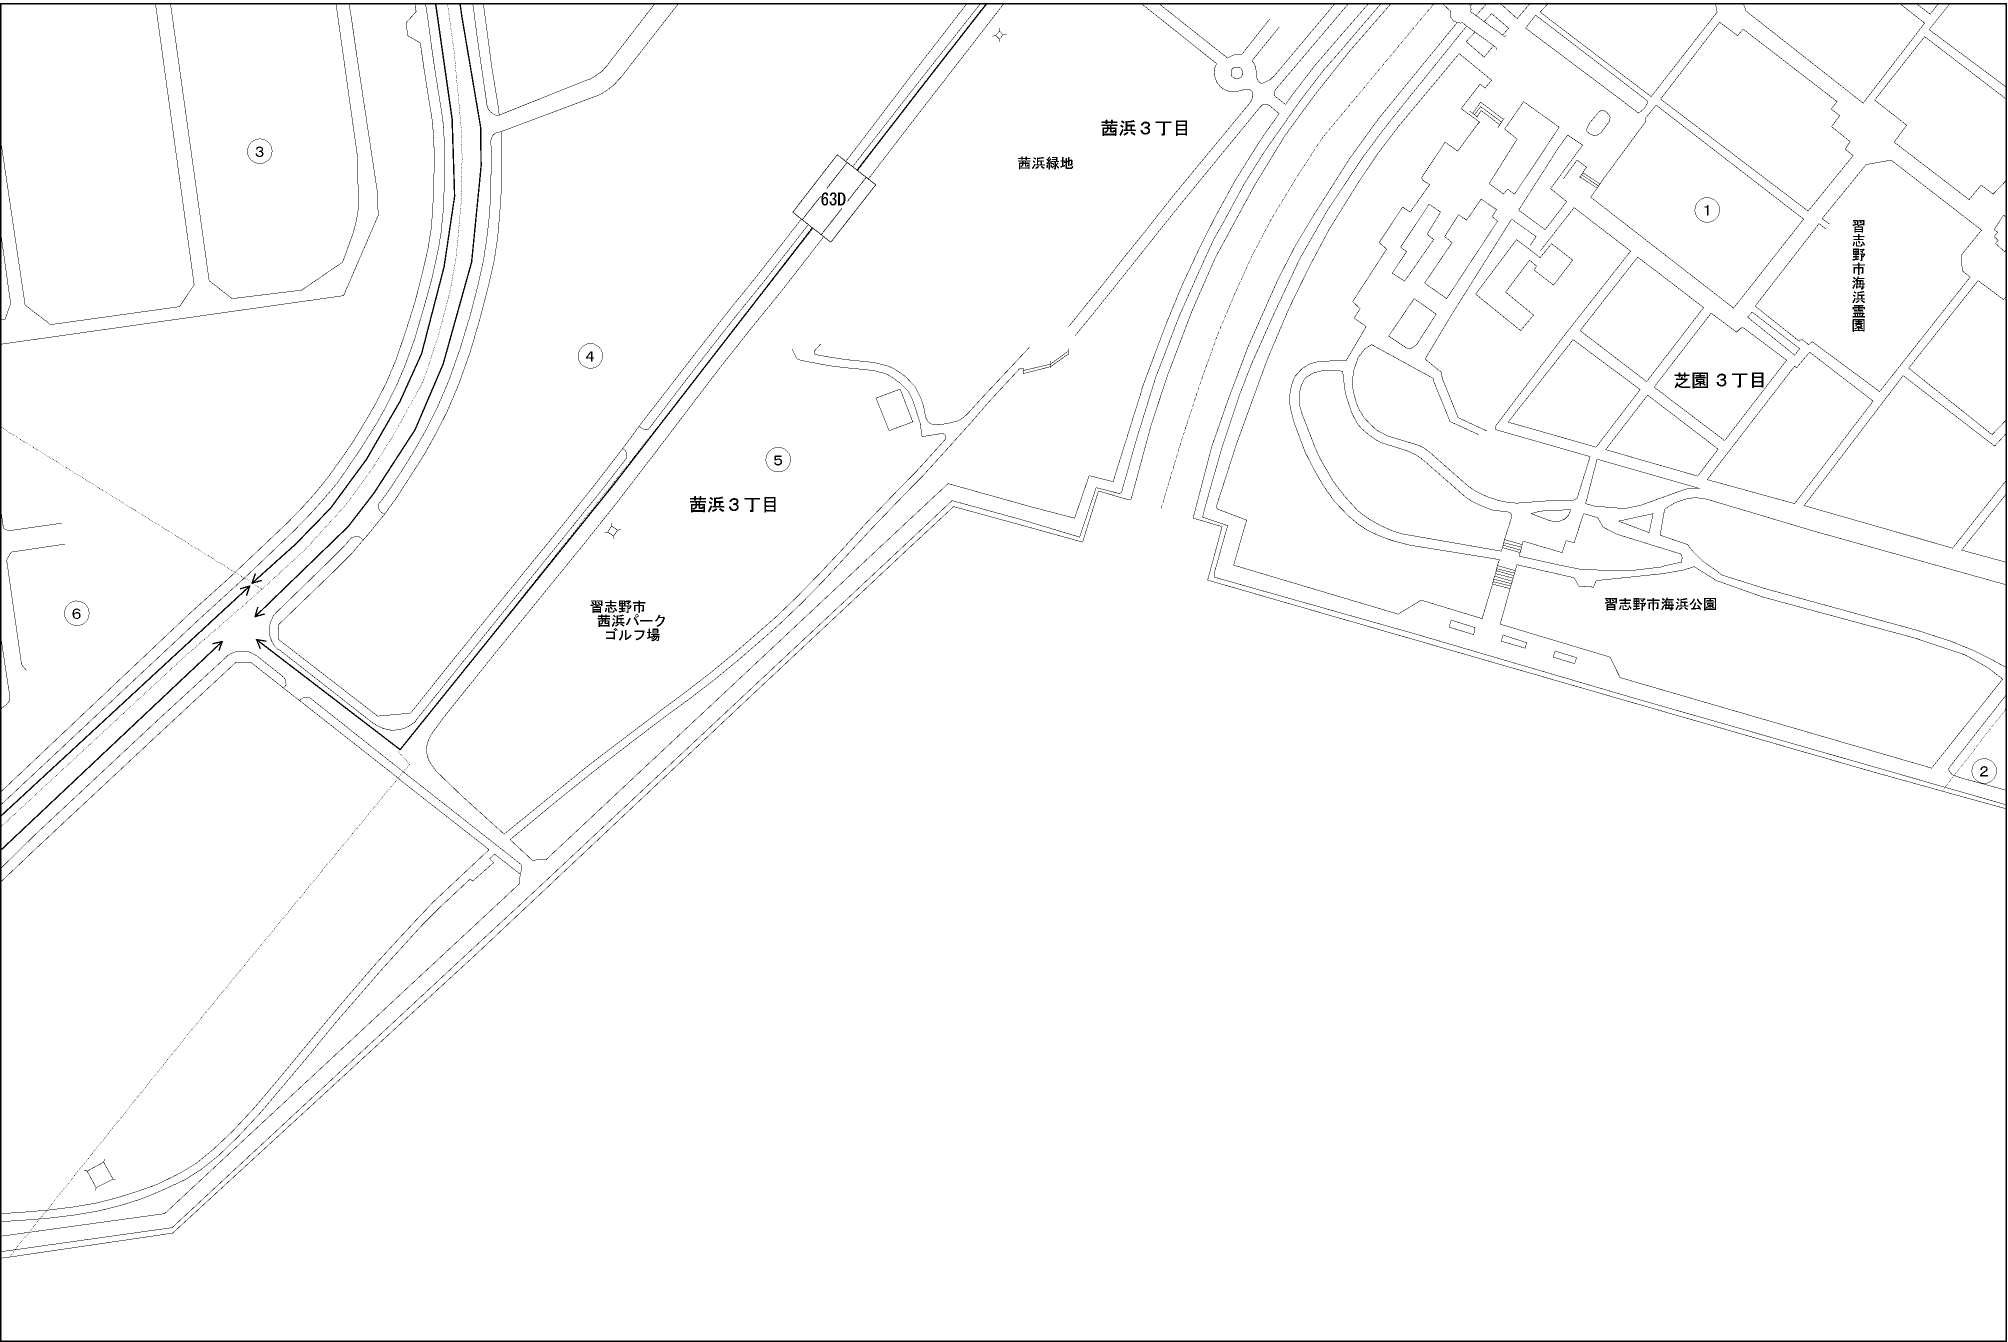 ③
63D
茜浜３丁目
茜浜緑地
①
習志野市海浜霊園
④
芝園３丁目
⑤
茜浜３丁目
⑥
習志野市
茜浜パーク
ゴルフ場
習志野市海浜公園
②